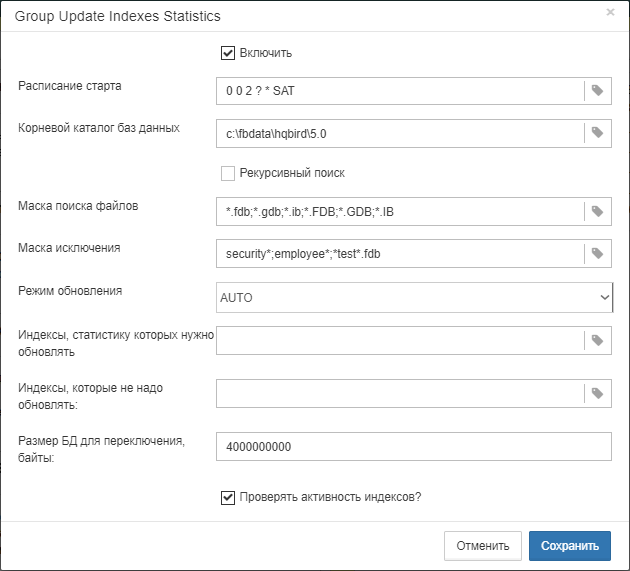 Group Update Indexes Statistics
×
Включить
Расписание старта
0 0 2 ? * SAT
Корневой каталог баз данных
c:\fbdata\hqbird\5.0
Рекурсивный поиск
Маска поиска файлов
*.fdb;*.gdb;*.ib;*.FDB;*.GDB;*.IB
Маска исключения
security*;employee*;*test*.fdb
Режим обновления
AUTO
Индексы, статистику которых нужно
обновлять
Индексы, которые не надо
обновлять:
Размер БД для переключения,
байты:
4000000000
Проверять активность индексов?
Отменить
Сохранить